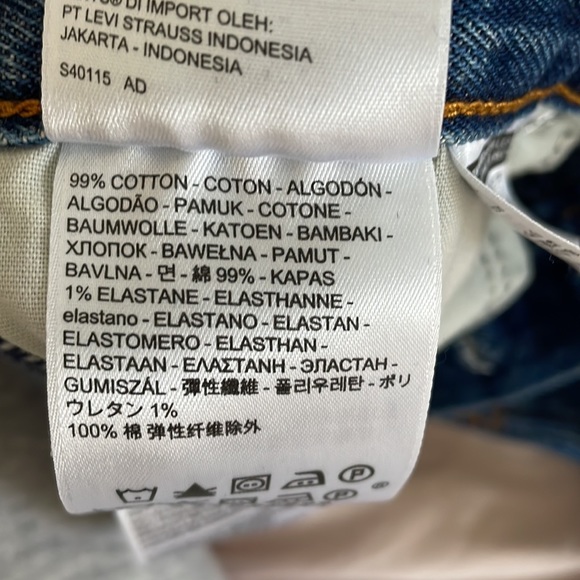 DI IMPORT OLEH:
PT LEVI STRAUSS INDONESIA
JAKARTA - INDONESIA
S40115 AD
99% COTTON - COTON - ALGODÓN -
ALGODÃO - PAMUK - COTONE -
BAUMWOLLE - KATOEN - BAMBAKI -
ХЛОПОК - BAWEŁNA - PAMUT -
BAVLNA - 면 - 綿 99% - KAPAS
1% ELASTANE - ELASTHANNE -
elastano - ELASTANO - ELASTAN -
ELASTOMERO - ELASTHAN -
ELASTAAN - ΕΛΑΣΤΑΝΗ - ЭЛАСТАН -
GUMISZÁL - 彈性纖維 - 폴리우레탄 - ポリ
ウレタン 1%
100% 棉 弹性纤维除外
P
P